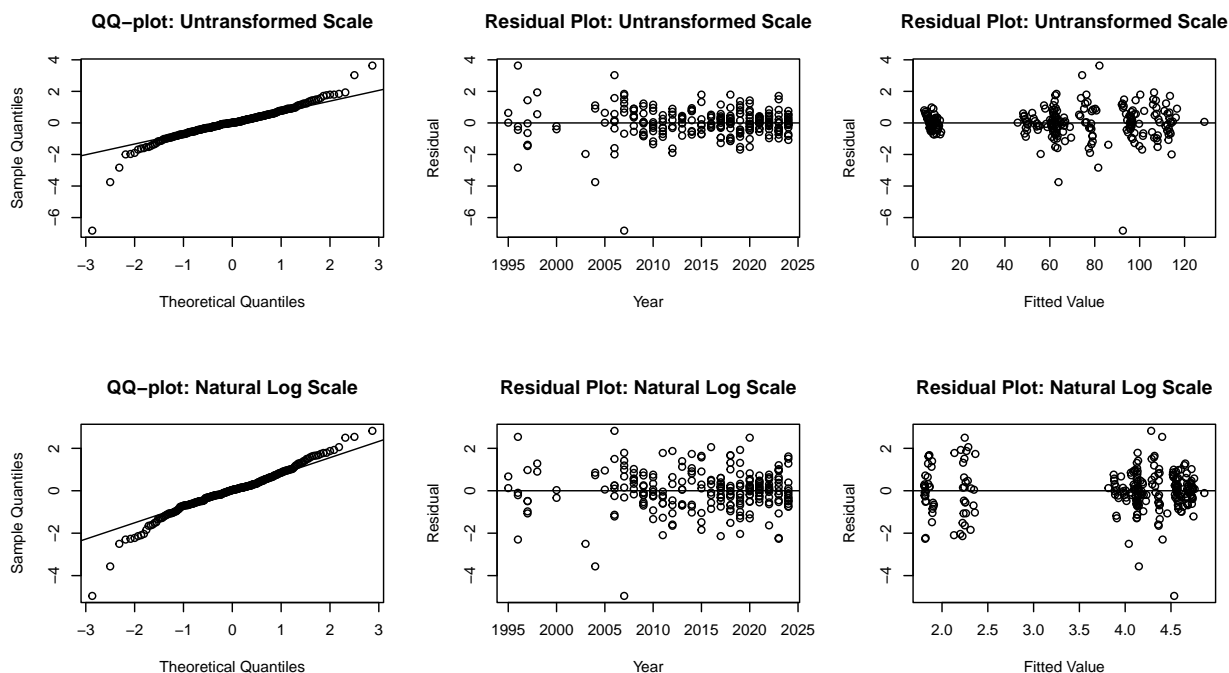 QQ−plot: Untransformed Scale
Sample Quantiles
4
2
0
−2
−4
−6
−3 −2 −1 0 1 2 3
Theoretical Quantiles
Residual Plot: Untransformed Scale
Residual
4
2
0
−2
−4
−6
1995 2000 2005 2010 2015 2020 2025
Year
Residual Plot: Untransformed Scale
Residual
4
2
0
−2
−4
−6
0 20 40 60 80 100 120
Fitted Value
QQ−plot: Natural Log Scale
Sample Quantiles
2
0
−2
−4
−3 −2 −1 0 1 2 3
Theoretical Quantiles
Residual Plot: Natural Log Scale
Residual
2
0
−2
−4
1995 2000 2005 2010 2015 2020 2025
Year
Residual Plot: Natural Log Scale
Residual
2
0
−2
−4
2.0 2.5 3.0 3.5 4.0 4.5
Fitted Value